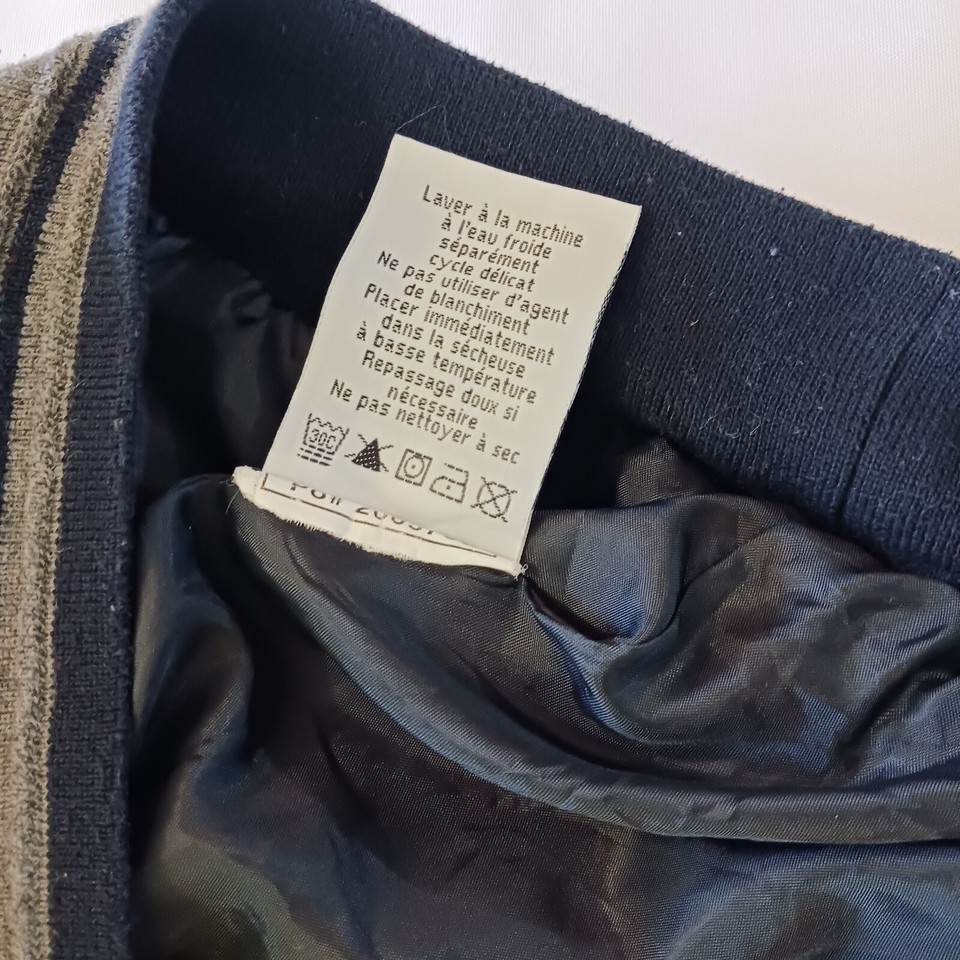 Laver à la machine
à l'eau froide
séparément
cycle délicat
Ne pas utiliser d'agent
de blanchiment
Placer immédiatement
dans la sécheuse
à basse température
Repassage doux si
nécessaire
Ne pas nettoyer à sec
30C